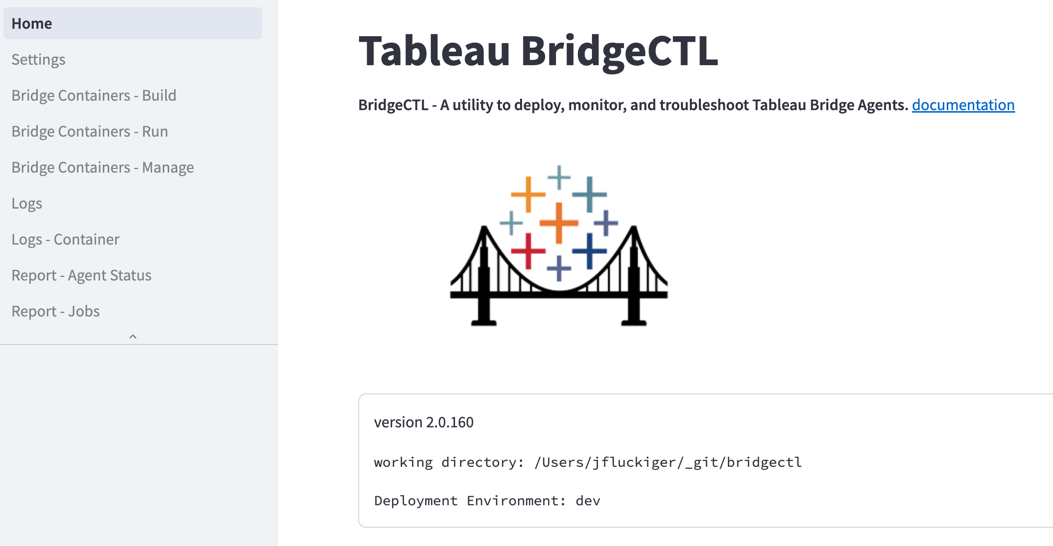 Home
Settings
Bridge Containers - Build
Bridge Containers - Run
Bridge Containers - Manage
Logs
Logs - Container
Report - Agent Status
Report - Jobs
Tableau BridgeCTL
BridgeCTL - A utility to deploy, monitor, and troubleshoot Tableau Bridge Agents. documentation
version 2.0.160
working directory: /Users/jfluckiger/_git/bridgectl
Deployment Environment: dev